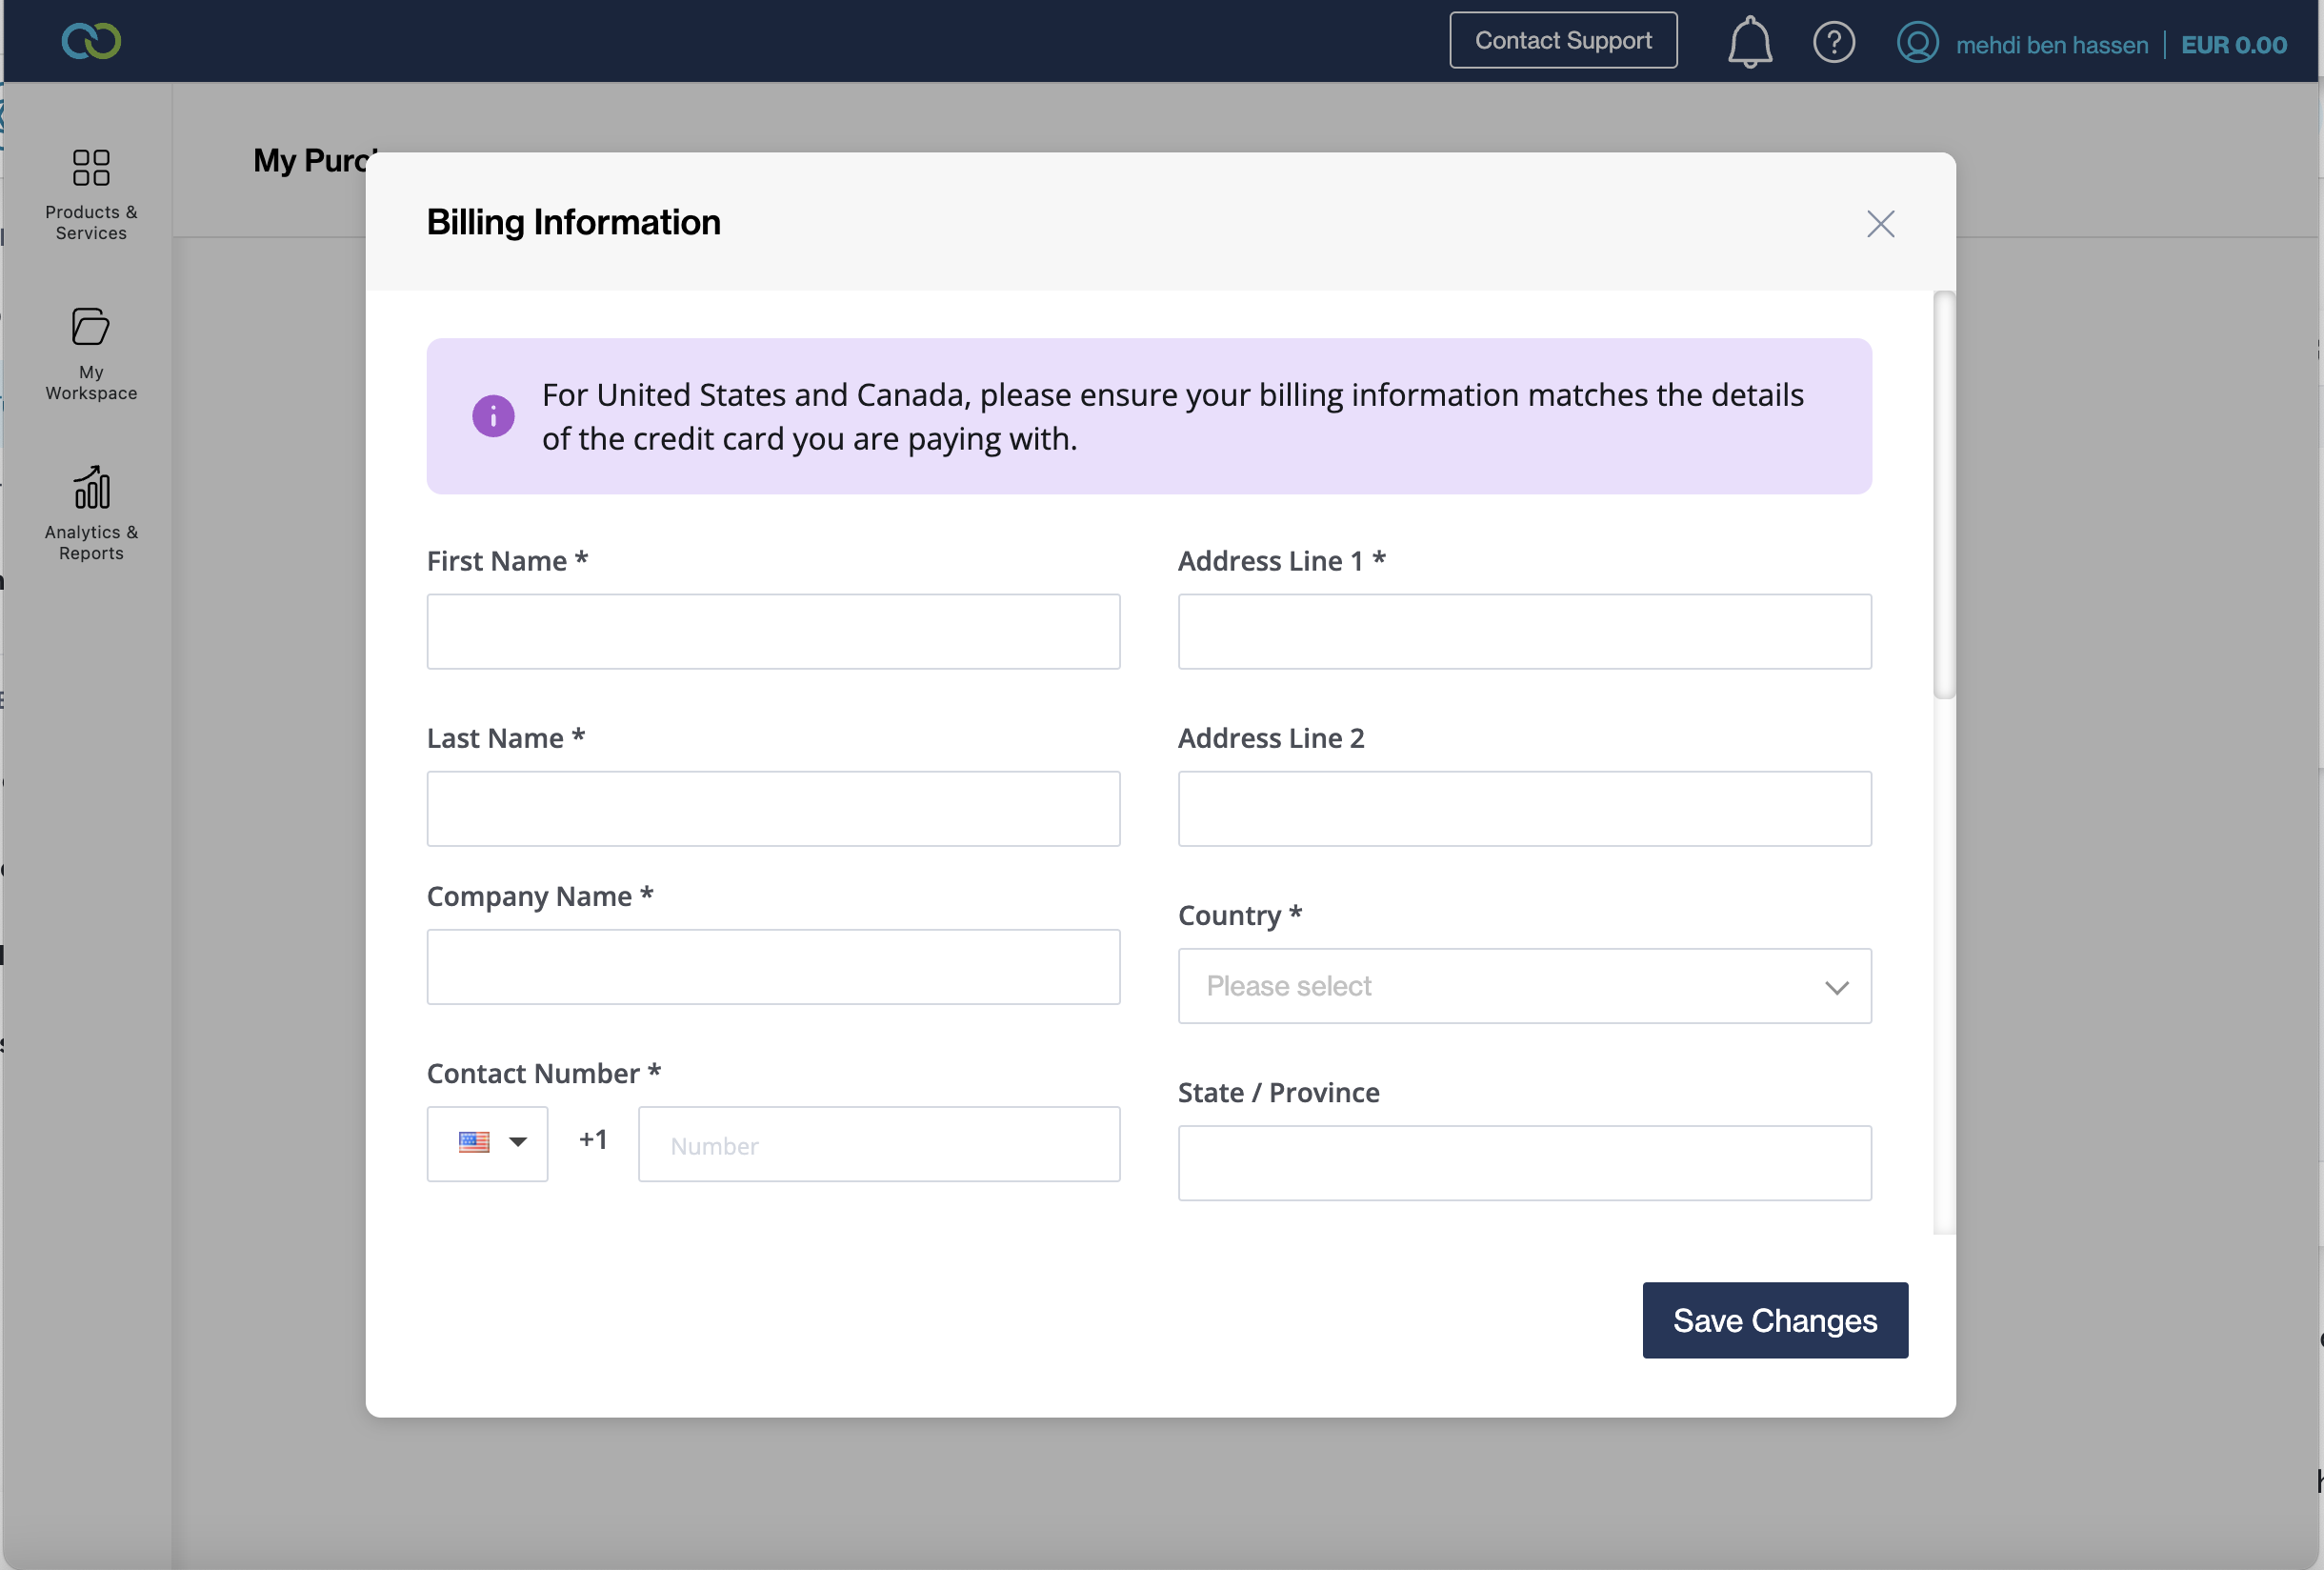 Contact Support
?
mehdi ben hassen
EUR 0.00
Products &
Services
My
Workspace
Analytics &
Reports
My
Billing Information
For United States and Canada, please ensure your billing information matches the details
of the credit card you are paying with.
First Name *
Address Line 1 *
Last Name *
Address Line 2
Company Name *
Country *
Please select
Contact Number *
+1
Number
State / Province
Save Changes